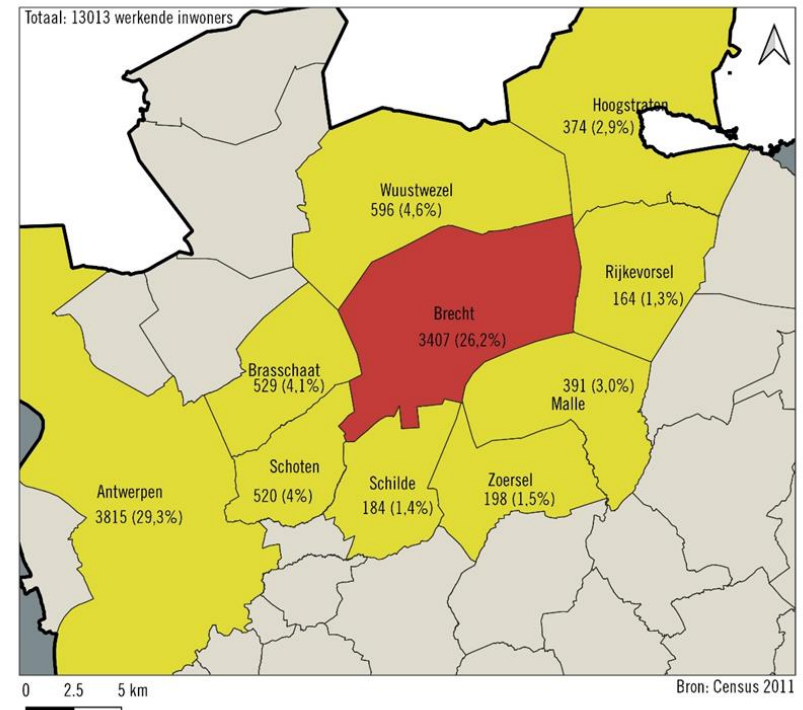 Totaal: 13013 werkende inwoners
Hoogstraten
374 (2,9%)
Wuustwezel
596 (4,6%)
Rijkevorsel
164 (1,3%)
Brecht
3407 (26,2%)
Brasschaat
529 (4,1%)
391 (3,0%)
Malle
Schoten
520 (4%)
Schilde
184 (1,4%)
Zoersel
198 (1,5%)
Antwerpen
3815 (29,3%)
0 2.5 5 km
Bron: Census 2011